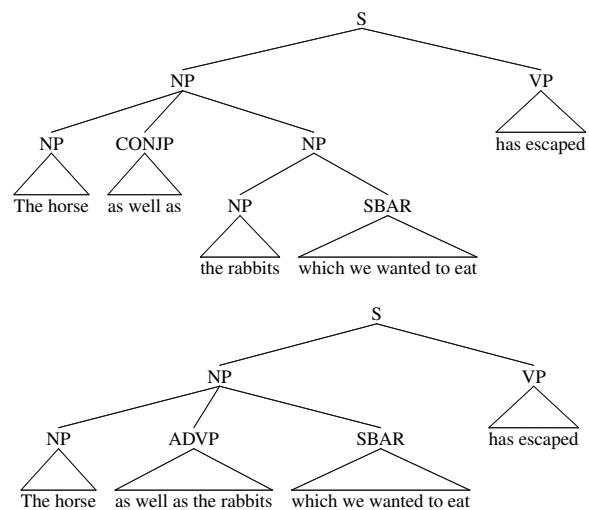 S
NP VP
NP CONJP NP has escaped
The horse as well as NP SBAR
the rabbits which we wanted to eat
S
NP VP
NP ADVP SBAR has escaped
The horse as well as the rabbits which we wanted to eat